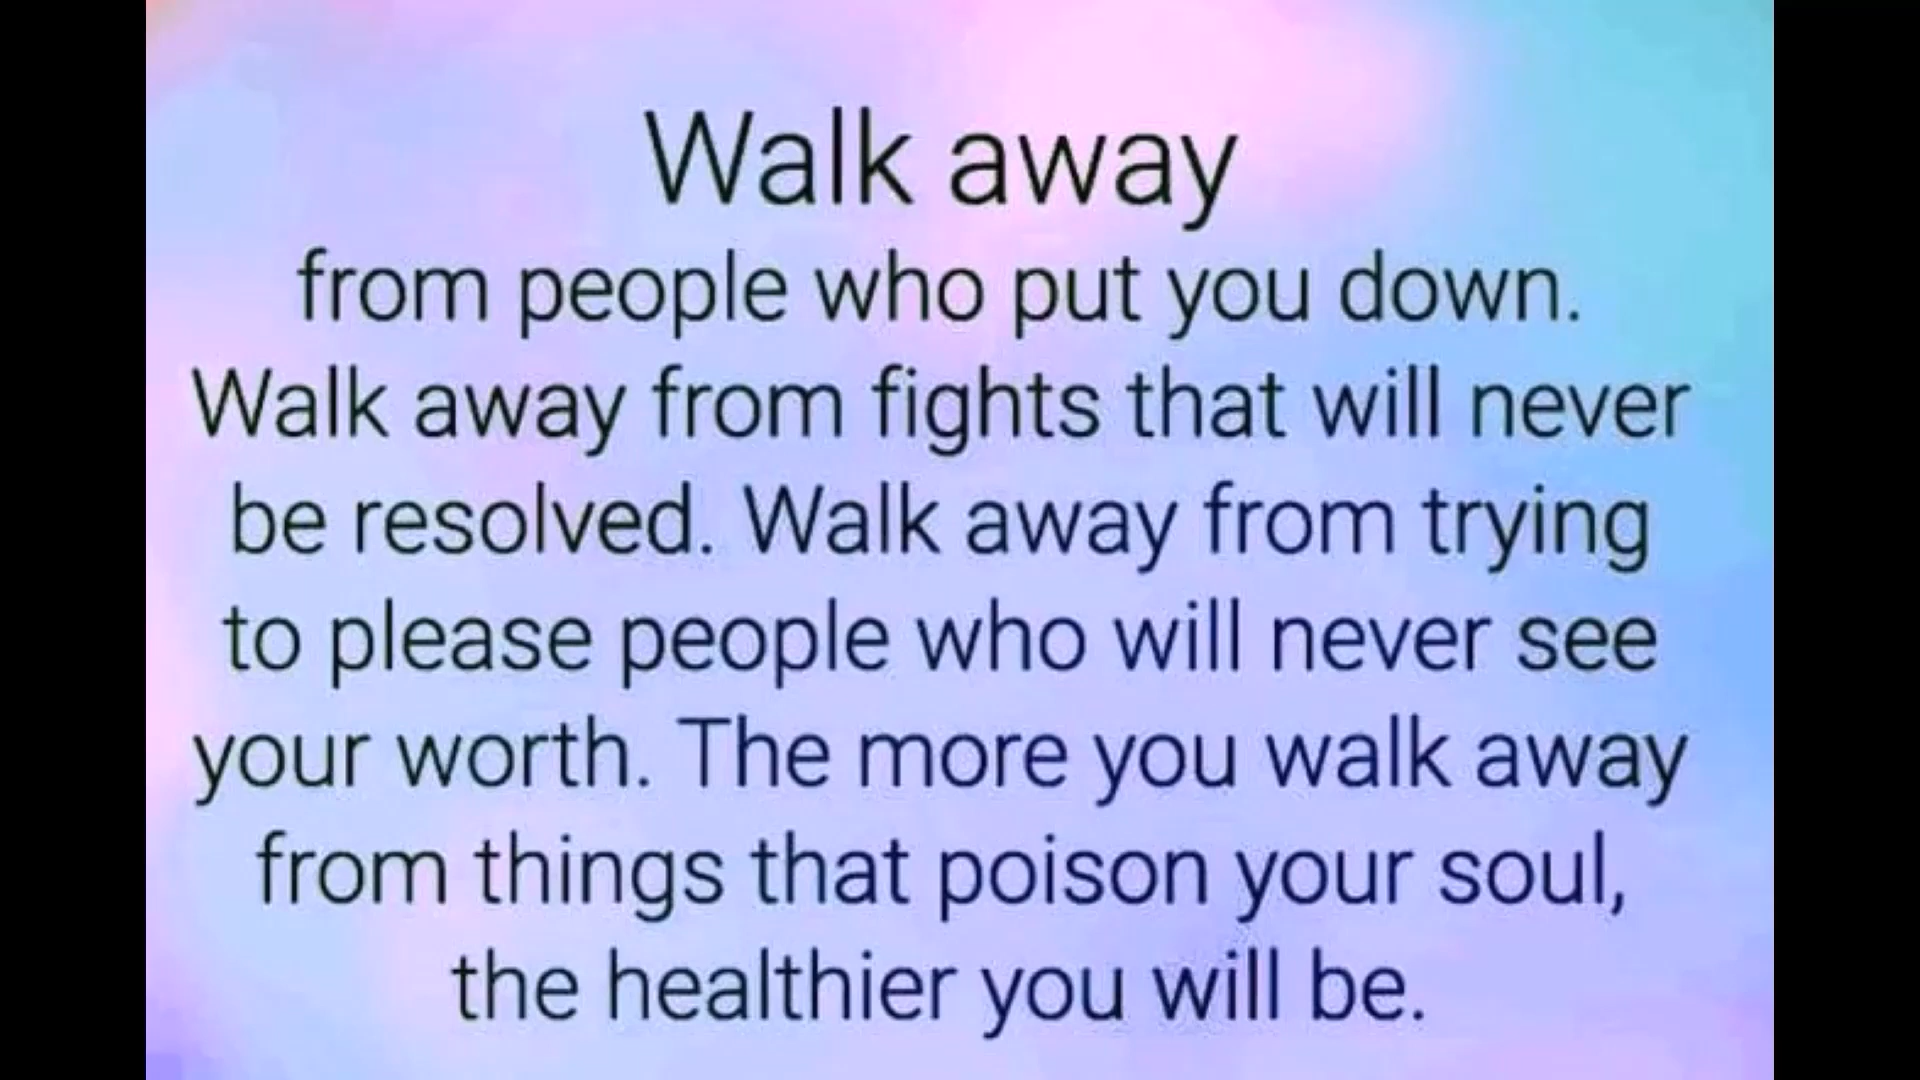 Walk away
from people who put you down.
Walk away from fights that will never
be resolved. Walk away from trying
to please people who will never see
your worth. The more you walk away
from things that poison your soul,
the healthier you will be.